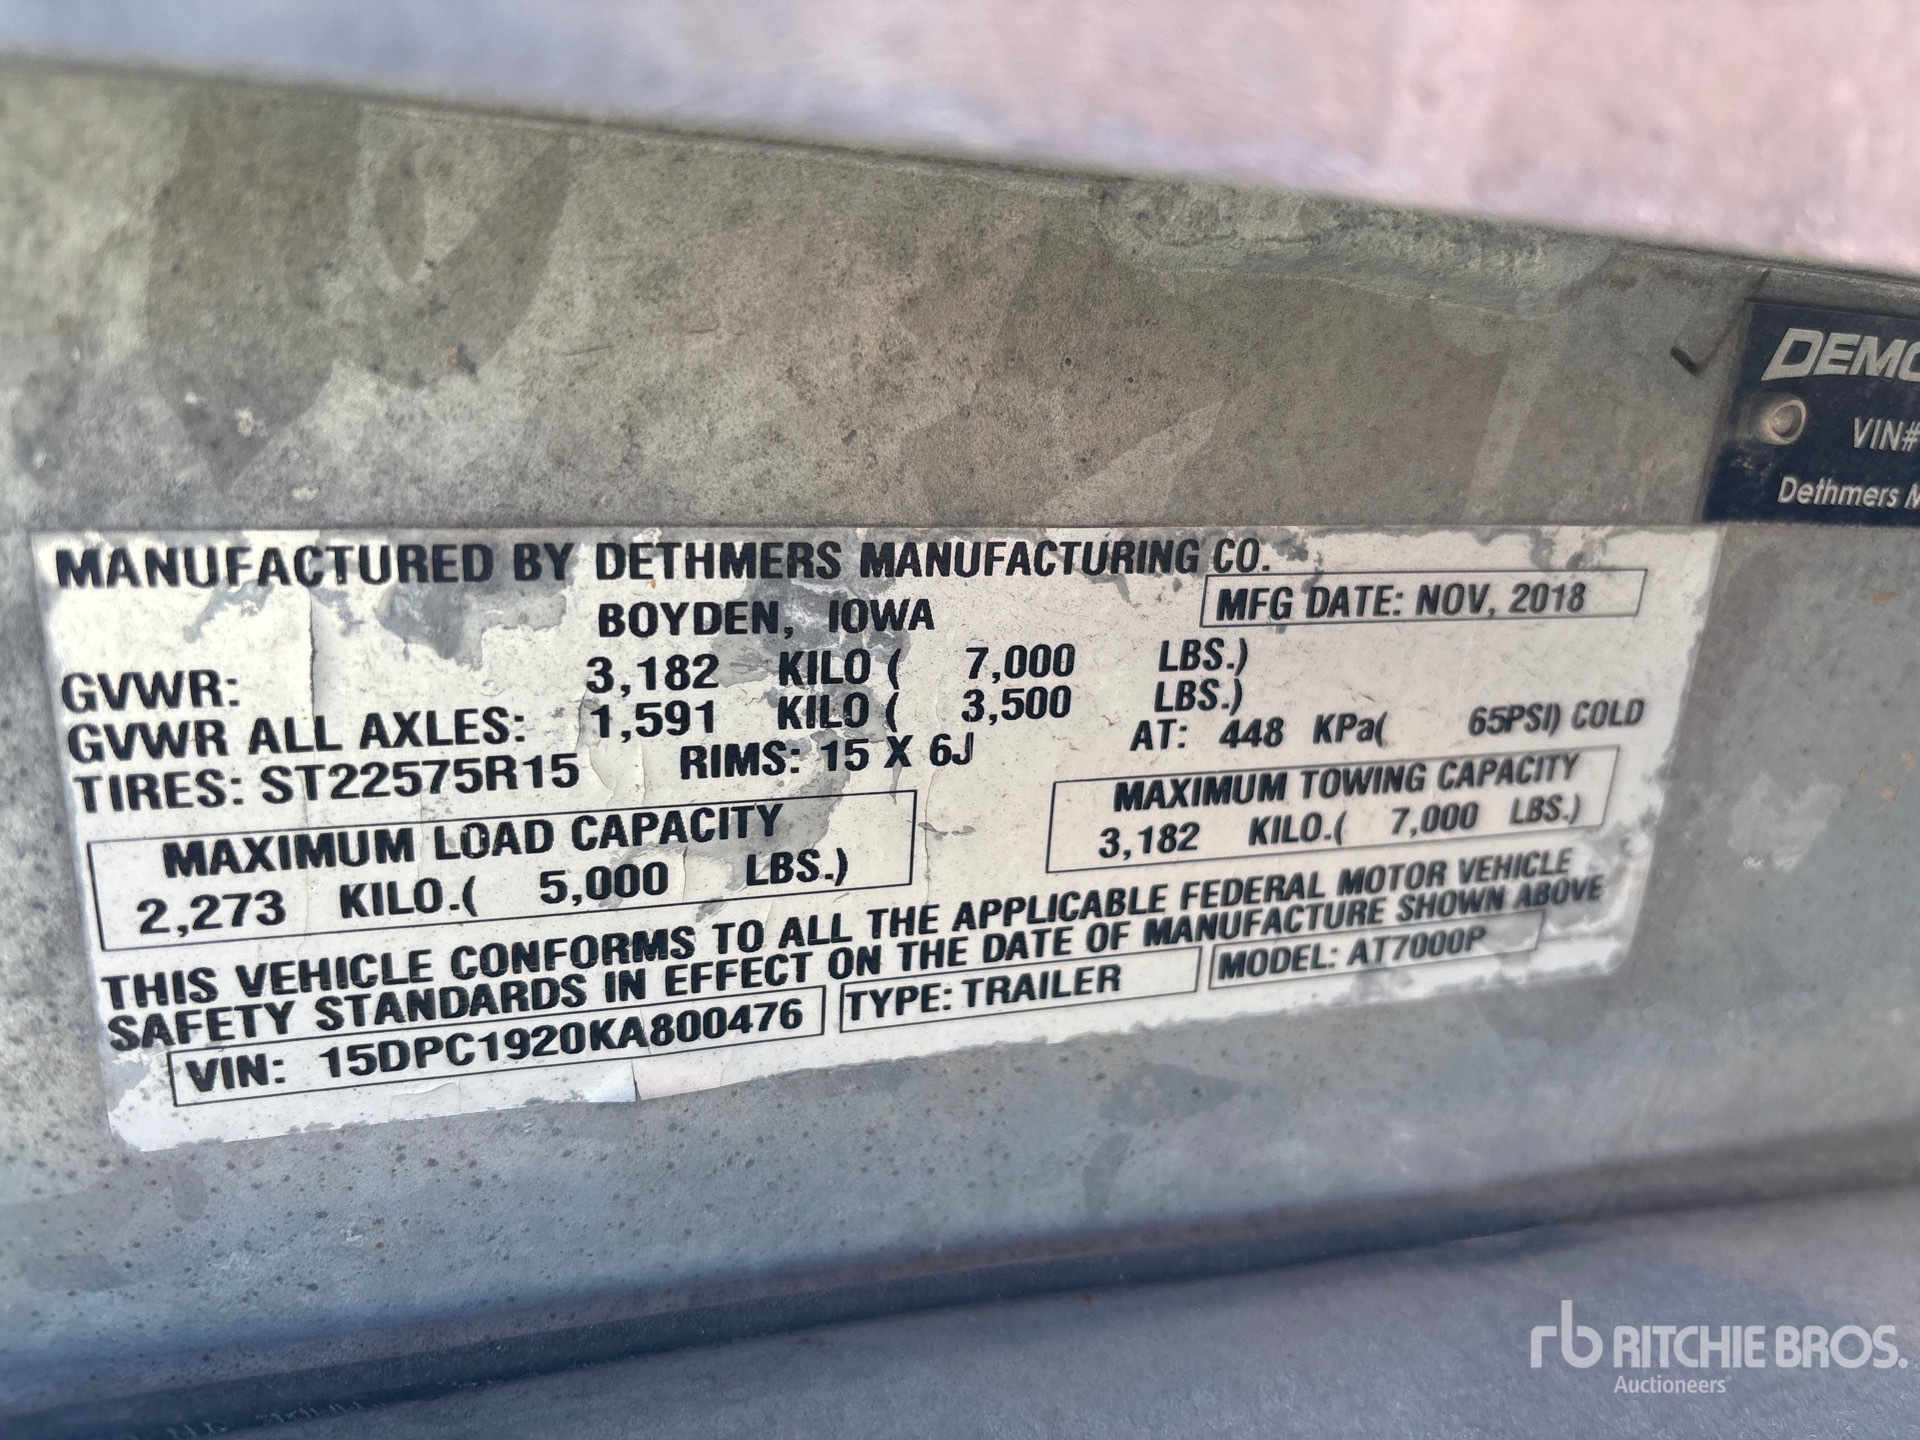 DEMC
VIN#
Dethmers M
MANUFACTURED BY DETHMERS MANUFACTURING CO.
BOYDEN, IOWA
MFG DATE: NOV, 2018
GVWR: 3,182 KILO ( 7,000 LBS.)
GVWR ALL AXLES: 1,591 KILO ( 3,500 LBS.)
TIRES: ST22575R15 RIMS: 15 X 6J AT: 448 KPa( 65PSI) COLD
MAXIMUM LOAD CAPACITY
2,273 KILO.( 5,000 LBS.)
MAXIMUM TOWING CAPACITY
3,182 KILO.( 7,000 LBS.)
THIS VEHICLE CONFORMS TO ALL THE APPLICABLE FEDERAL MOTOR VEHICLE
SAFETY STANDARDS IN EFFECT ON THE DATE OF MANUFACTURE SHOWN ABOVE
VIN: 15DPC1920KA800476 TYPE: TRAILER MODEL: AT7000P
rb RITCHIE BROS.
Auctioneers